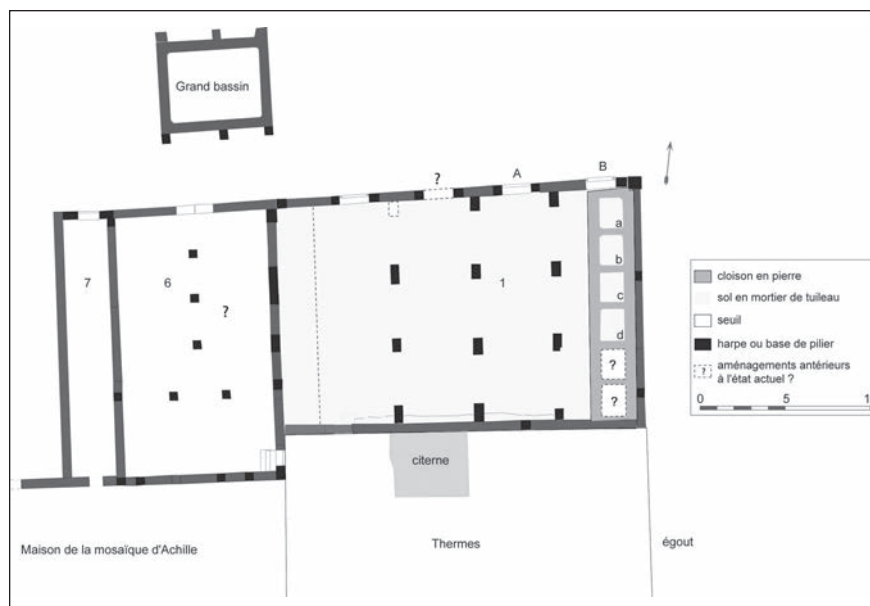 Grand bassin
?
A
B
a
7
6
b
1
?
c
d
?
?
citerne
Maison de la mosaïque d'Achille
Thermes
égout
cloison en pierre
sol en mortier de tuileau
seuil
harpe ou base de pilier
? aménagements antérieurs
à l'état actuel ?
0 5 1